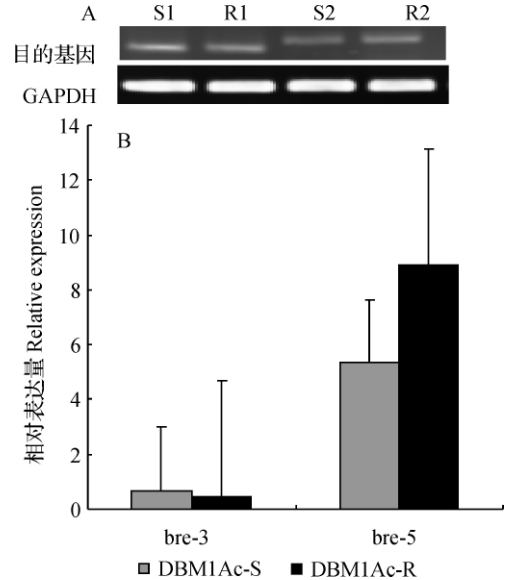 A S1 R1 S2 R2
目的基因
GAPDH
B
14
12
10
8
6
4
2
0
相对表达量 Relative expression
bre-3 bre-5
DBM1Ac-S DBM1Ac-R